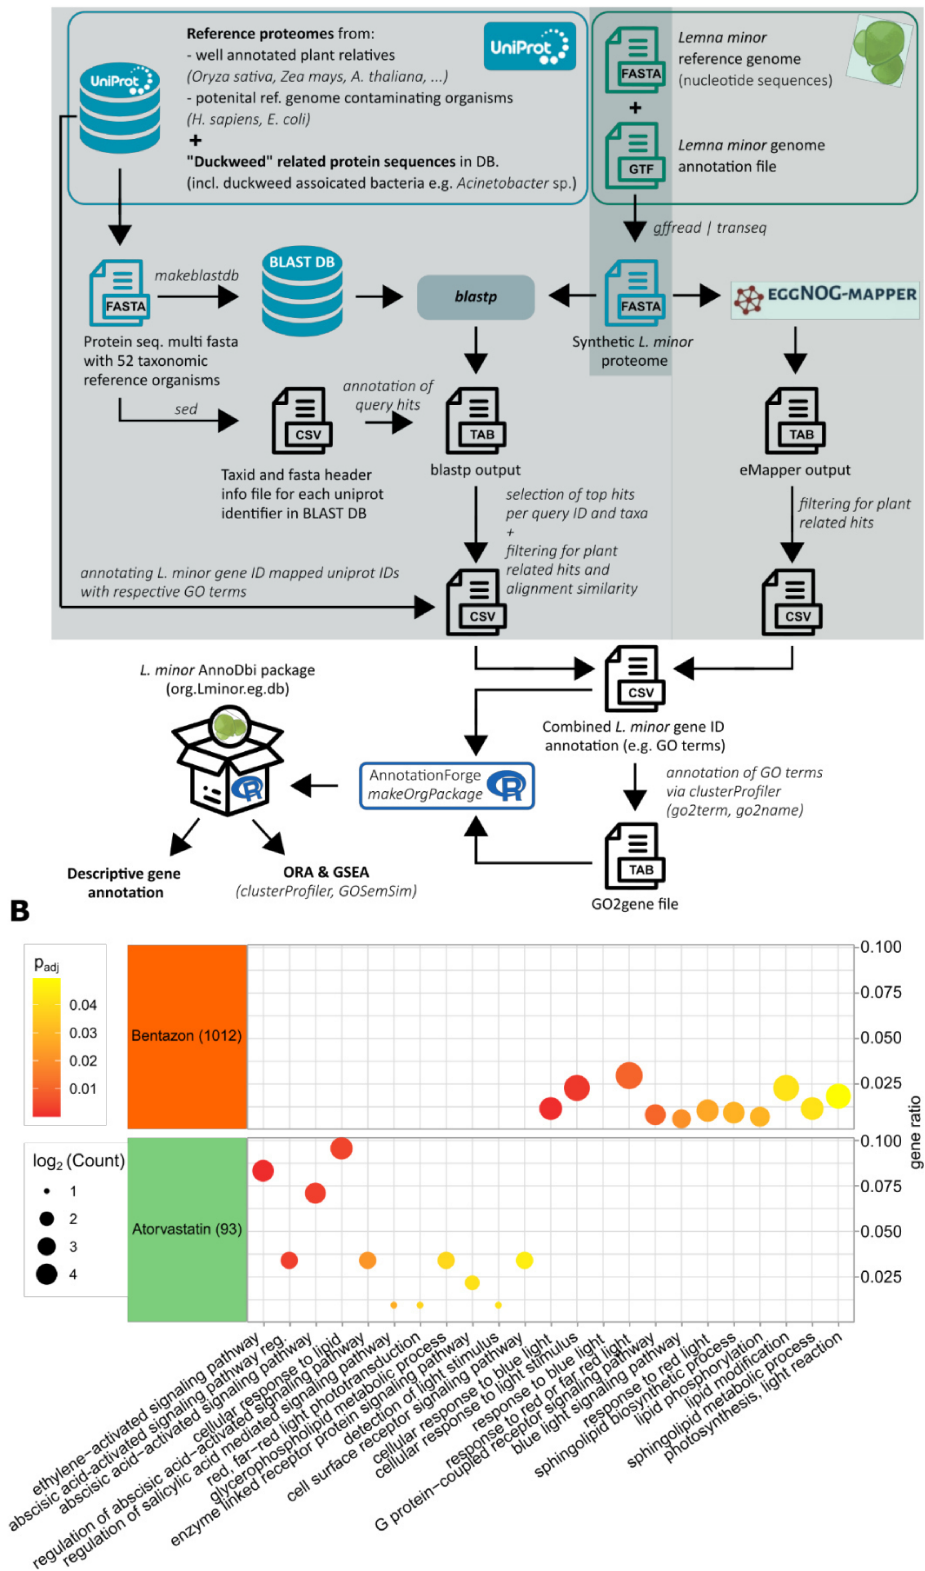 Reference proteomes from:
- well annotated plant relatives
(Oryza sativa, Zea mays, A. thaliana, ...)
- potenital ref. genome contaminating organisms
(H. sapiens, E. coli)
+
"Duckweed" related protein sequences in DB.
(incl. duckweed assoicated bacteria e.g. Acinetobacter sp.)
UniProt
UniProt
FASTA
+
GTF
Lemna minor
reference genome
(nucleotide sequences)
Lemna minor genome
annotation file
gffread | transeq
FASTA
makeblastdb
BLAST DB
blastp
FASTA
eggNOG-mapper
Protein seq. multi fasta
with 52 taxonomic
reference organisms
Synthetic L. minor
proteome
sed
CSV
annotation of
query hits
TAB
TAB
Taxid and fasta header
info file for each uniprot
identifier in BLAST DB
blastp output
eMapper output
selection of top hits
per query ID and taxa
+
filtering for plant
related hits and
alignment similarity
filtering for plant
related hits
annotating L. minor gene ID mapped uniprot IDs
with respective GO terms
CSV
CSV
L. minor AnnoDbi package
(org.Lminor.eg.db)
CSV
Combined L. minor gene ID
annotation (e.g. GO terms)
R
AnnotationForge
makeOrgPackage
R
annotation of GO terms
via clusterProfiler
(go2term, go2name)
TAB
GO2gene file
Descriptive gene
annotation
ORA & GSEA
(clusterProfiler, GOSemSim)
B
padj
0.04
0.03
0.02
0.01
log2 (Count)
1
2
3
4
Bentazon (1012)
Atorvastatin (93)
0.100
0.075
0.050
0.025
0.100
0.075
0.050
0.025
gene ratio
ethylene-activated signaling pathway
abscisic acid-activated signaling pathway reg.
abscisic acid-activated signaling pathway
cellular response to lipid
regulation of abscisic acid-activated signaling pathway
regulation of salicylic acid mediated signaling pathway
red, far-red light phototransduction
glycerophospholipid metabolic process
enzyme linked receptor protein signaling pathway
detection of light stimulus
cell surface receptor signaling pathway
cellular response to blue light
cellular response to light stimulus
response to blue light
response to red or far red light
G protein-coupled receptor signaling pathway
blue light signaling pathway
response to red light
sphingolipid biosynthetic process
lipid phosphorylation
lipid modification
sphingolipid metabolic process
photosynthesis, light reaction